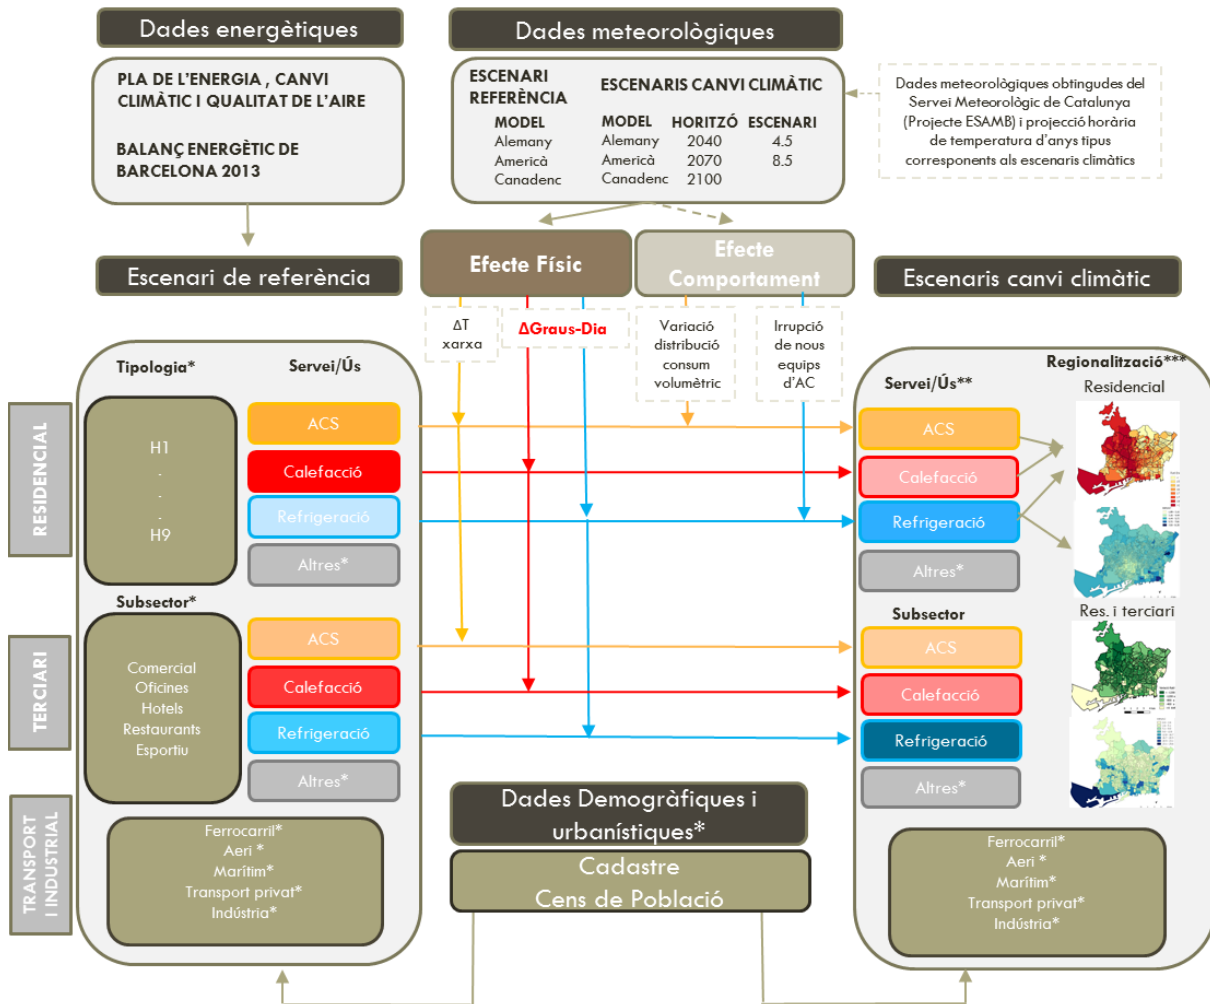 Dades energètiques
PLA DE L'ENERGIA , CANVI
CLIMÀTIC I QUALITAT DE L'AIRE
BALANÇ ENERGÈTIC DE
BARCELONA 2013
Dades meteorològiques
ESCENARI
REFERÈNCIA
MODEL
Alemany
Americà
Canadenc
ESCENARIS CANVI CLIMÀTIC
MODEL HORITZÓ ESCENARI
Alemany 2040 4.5
Americà 2070 8.5
Canadenc 2100
Dades meteorològiques obtingudes del
Servei Meteorològic de Catalunya
(Projecte ESAMB) i projecció horària
de temperatura d'anys tipus
corresponents als escenaris climàtics
Escenari de referència
Efecte Físic
Efecte
Comportament
Escenaris canvi climàtic
ΔT
xarxa
ΔGraus-Dia
Variació
distribució
consum
volumètric
Irrupció
de nous
equips
d'AC
RESIDENCIAL
Tipologia*
H1
.
.
.
H9
Servei/Ús
ACS
Calefacció
Refrigeració
Altres*
TERCIARI
Subsector*
Comercial
Oficines
Hotels
Restaurants
Esportiu
ACS
Calefacció
Refrigeració
Altres*
TRANSPORT
I INDUSTRIAL
Ferrocarril*
Aeri *
Marítim*
Transport privat*
Indústria*
Dades Demogràfiques i
urbanístiques*
Cadastre
Cens de Població
Servei/Ús**
ACS
Calefacció
Refrigeració
Altres*
Regionalització***
Residencial
Subsector
ACS
Calefacció
Refrigeració
Altres*
Res. i terciari
Ferrocarril*
Aeri *
Marítim*
Transport privat*
Indústria*